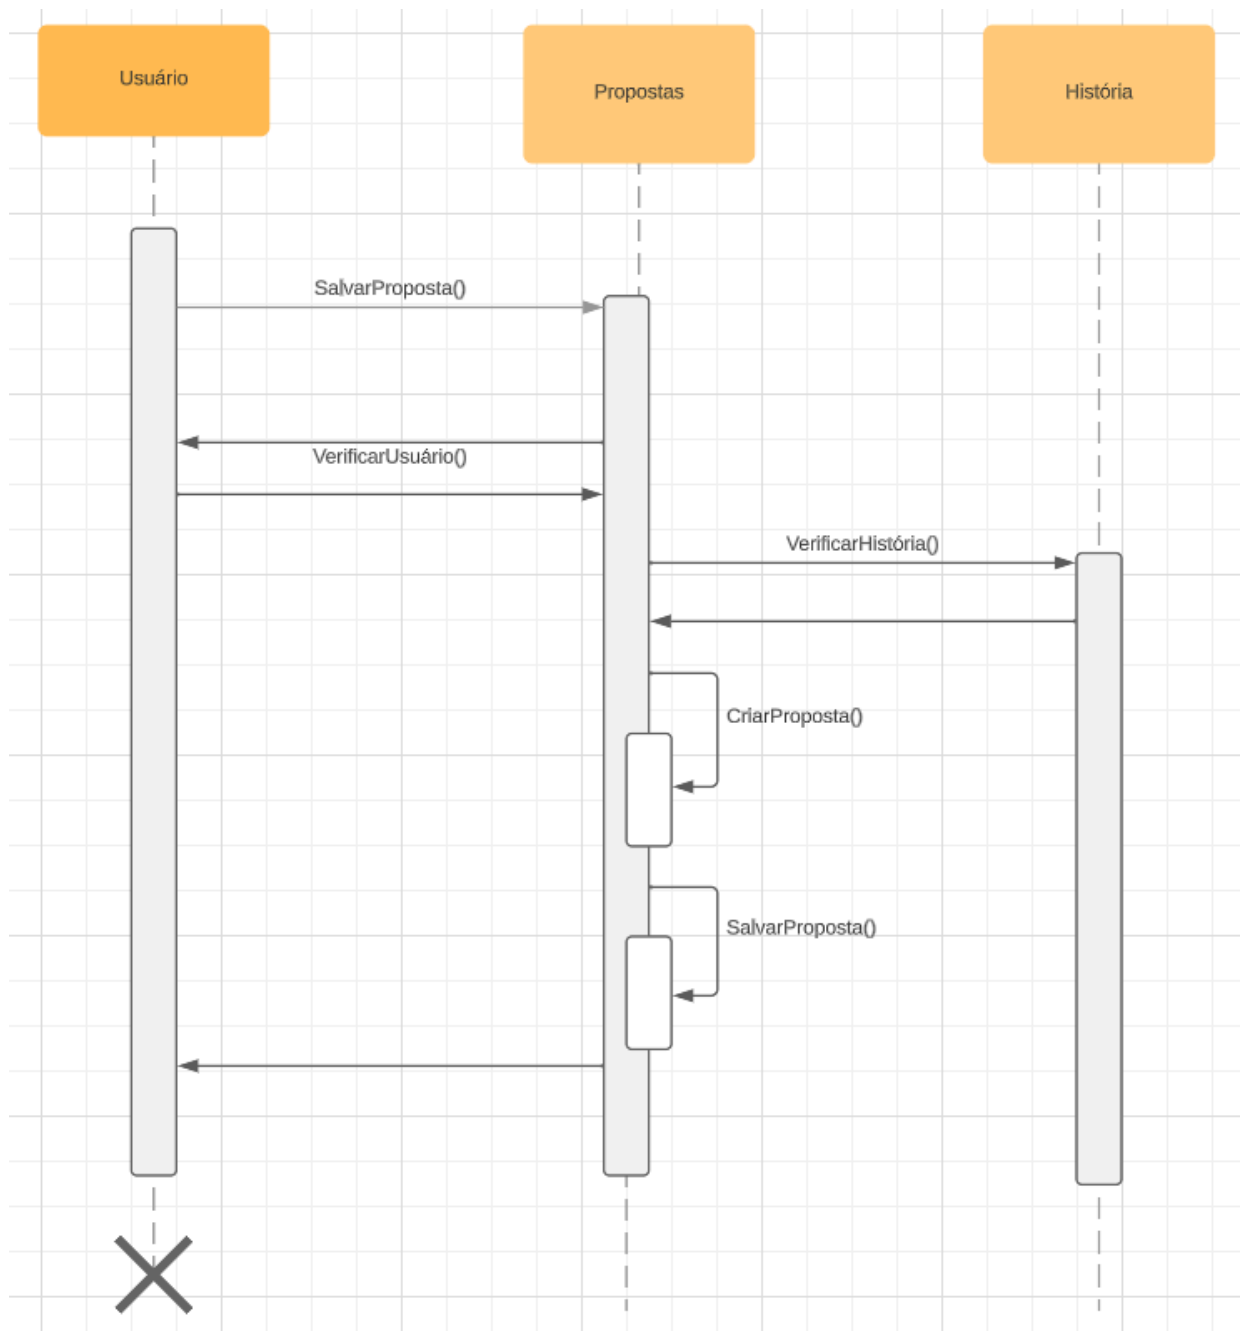 Usuário
Propostas
História
SalvarProposta()
VerificarUsuário()
VerificarHistória()
CriarProposta()
SalvarProposta()